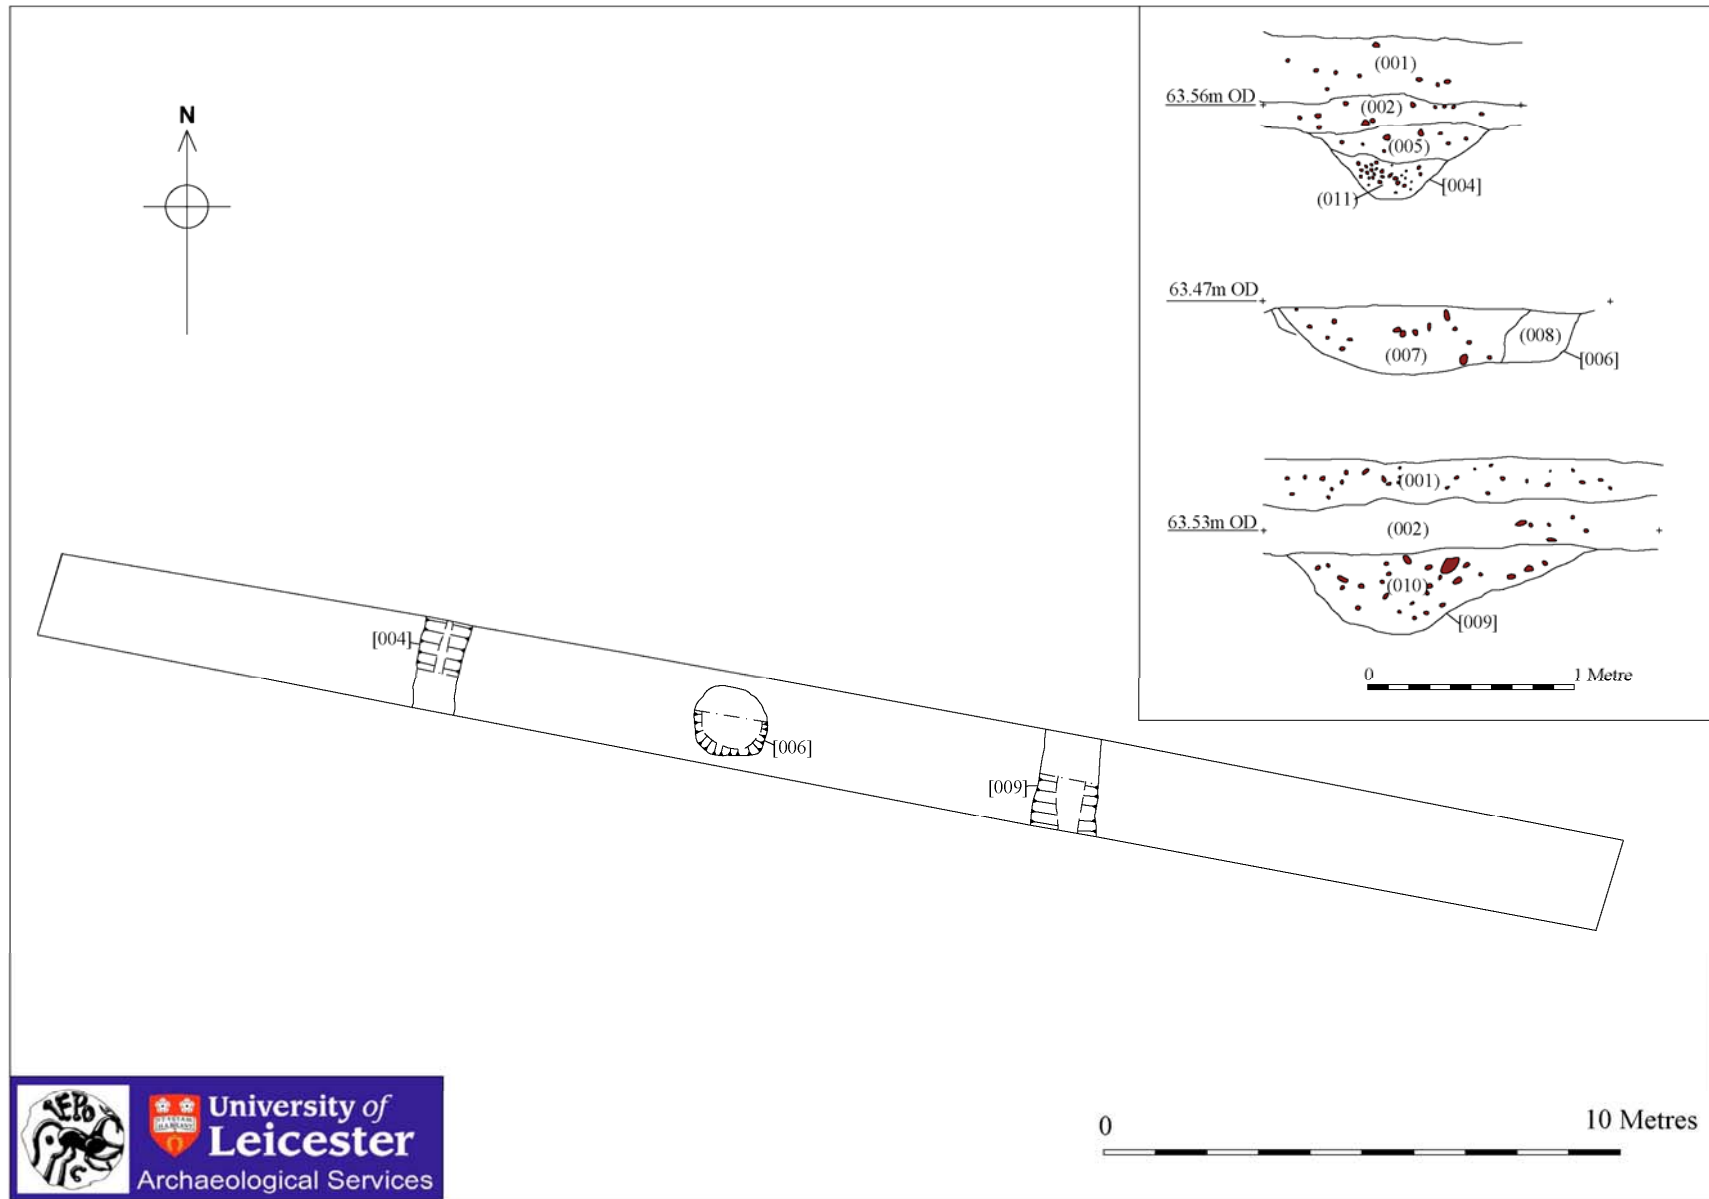 N
(001)
63.56m OD
(002)
(005)
[004]
(011)
63.47m OD
(008)
(007)
[006]
(001)
63.53m OD
(002)
(010)
[009]
0 1 Metre
[004]
[006]
[009]
0 10 Metres
University of
Leicester
Archaeological Services